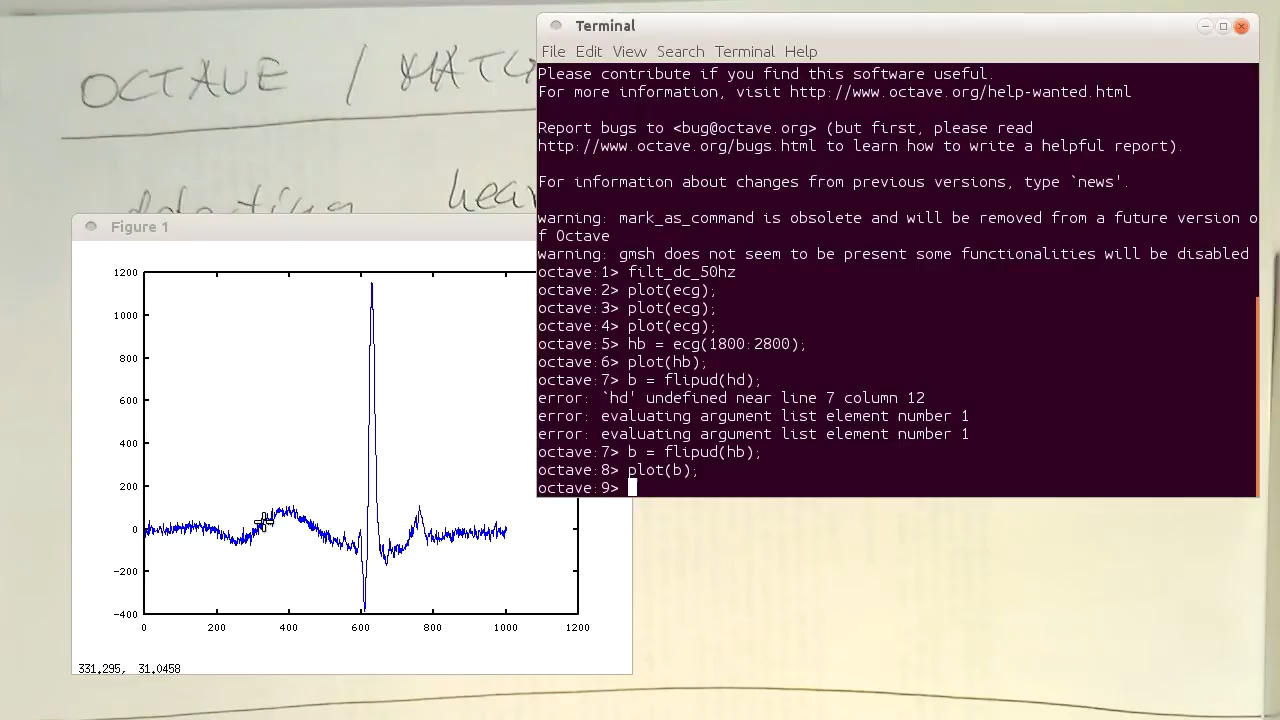 OCTAVE / MATC
detecting hear
Terminal
File Edit View Search Terminal Help
Please contribute if you find this software useful.
For more information, visit http://www.octave.org/help-wanted.html
Report bugs to <bug@octave.org> (but first, please read
http://www.octave.org/bugs.html to learn how to write a helpful report).
For information about changes from previous versions, type `news'.
warning: mark_as_command is obsolete and will be removed from a future version o
f Octave
warning: gmsh does not seem to be present some functionalities will be disabled
octave:1> filt_dc_50hz
octave:2> plot(ecg);
octave:3> plot(ecg);
octave:4> plot(ecg);
octave:5> hb = ecg(1800:2800);
octave:6> plot(hb);
octave:7> b = flipud(hd);
error: `hd' undefined near line 7 column 12
error: evaluating argument list element number 1
error: evaluating argument list element number 1
octave:7> b = flipud(hb);
octave:8> plot(b);
octave:9>
Figure 1
1200
1000
800
600
400
200
0
-200
-400
0 200 400 600 800 1000 1200
331.295, 31.0458